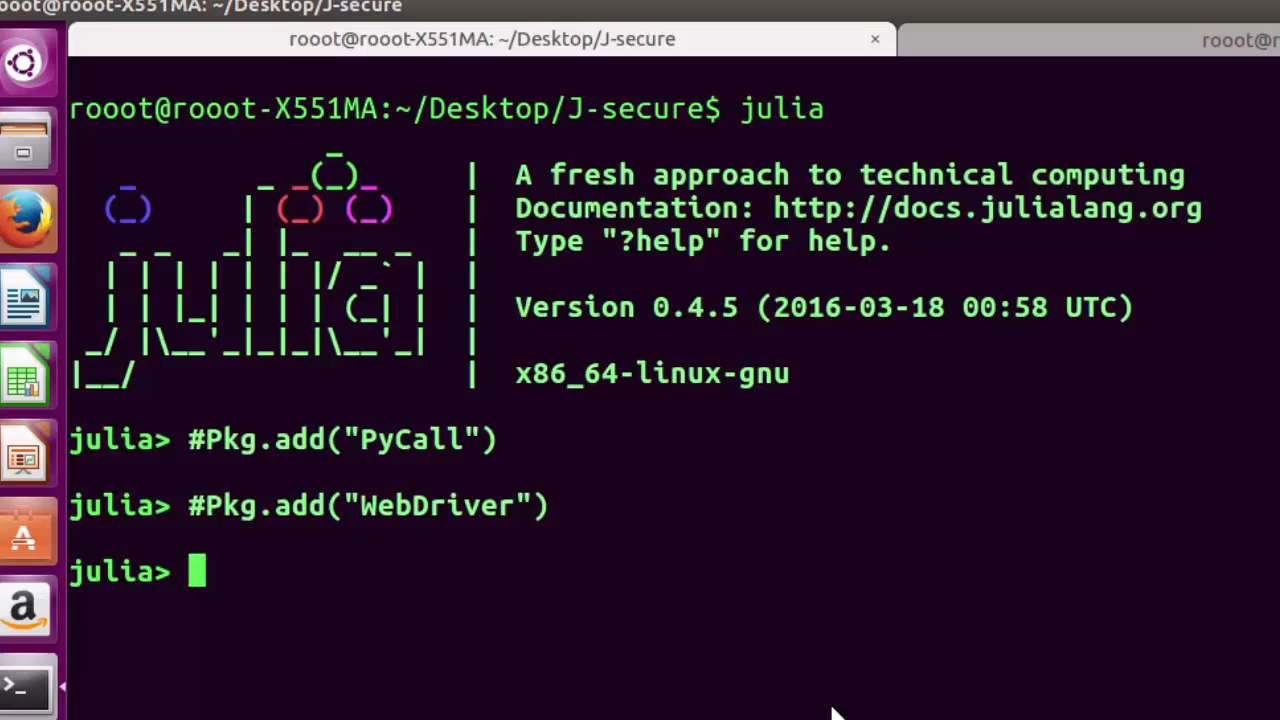 rooot@rooot-X551MA: ~/Desktop/J-secure
rooot@rooot-X551MA: ~/Desktop/J-secure ×
rooot@rooot-X551MA:~/Desktop/J-secure$ julia
A fresh approach to technical computing
Documentation: http://docs.julialang.org
Type "?help" for help.
Version 0.4.5 (2016-03-18 00:58 UTC)
x86_64-linux-gnu
julia> #Pkg.add("PyCall")
julia> #Pkg.add("WebDriver")
julia>